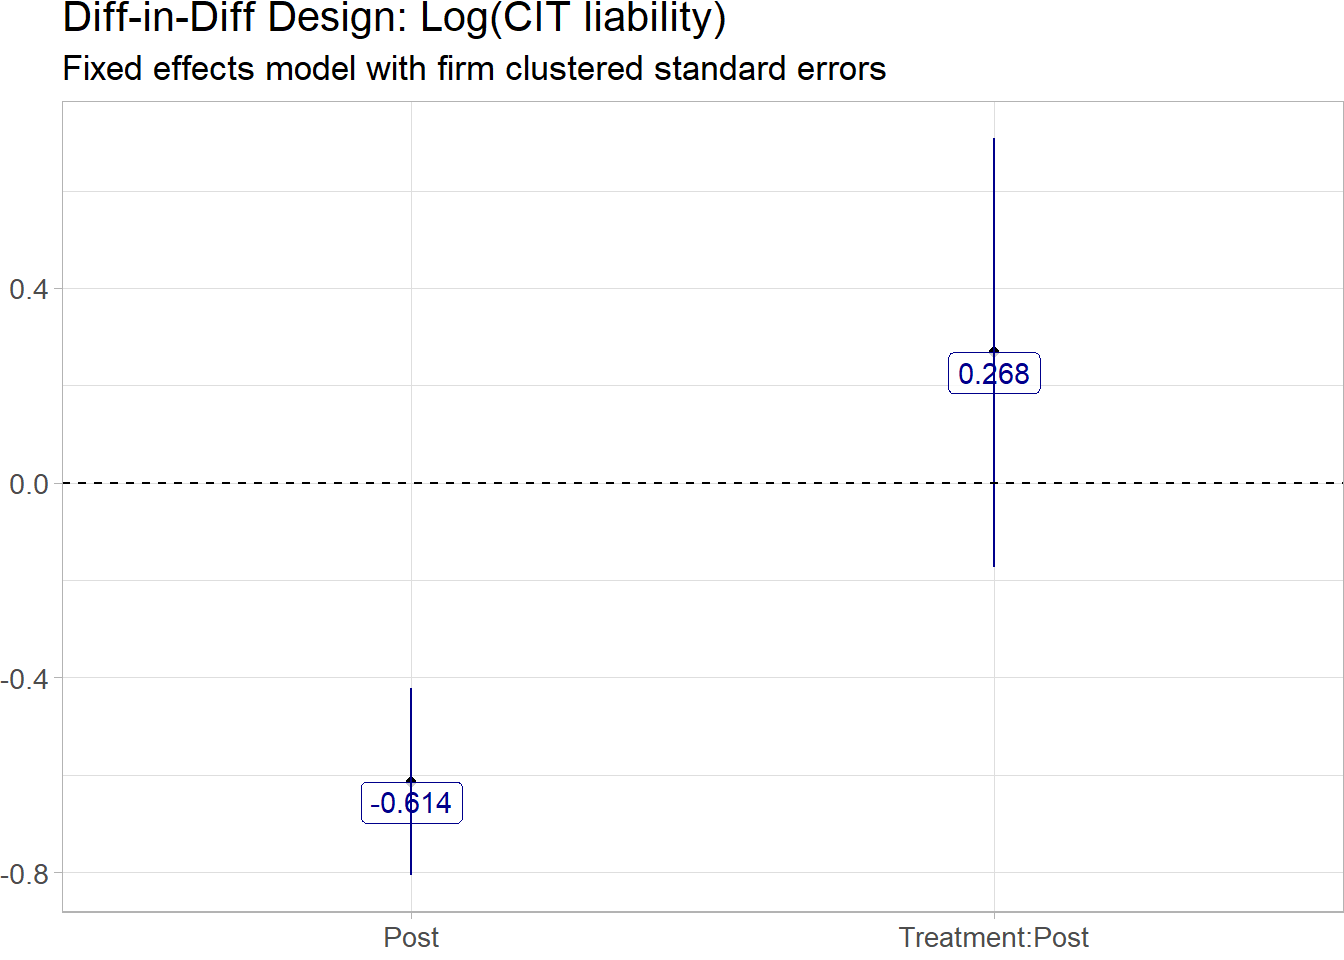 Diff-in-Diff Design: Log(CIT liability)
Fixed effects model with firm clustered standard errors
0.4
0.268
0.0
-0.4
-0.614
-0.8
Post
Treatment:Post